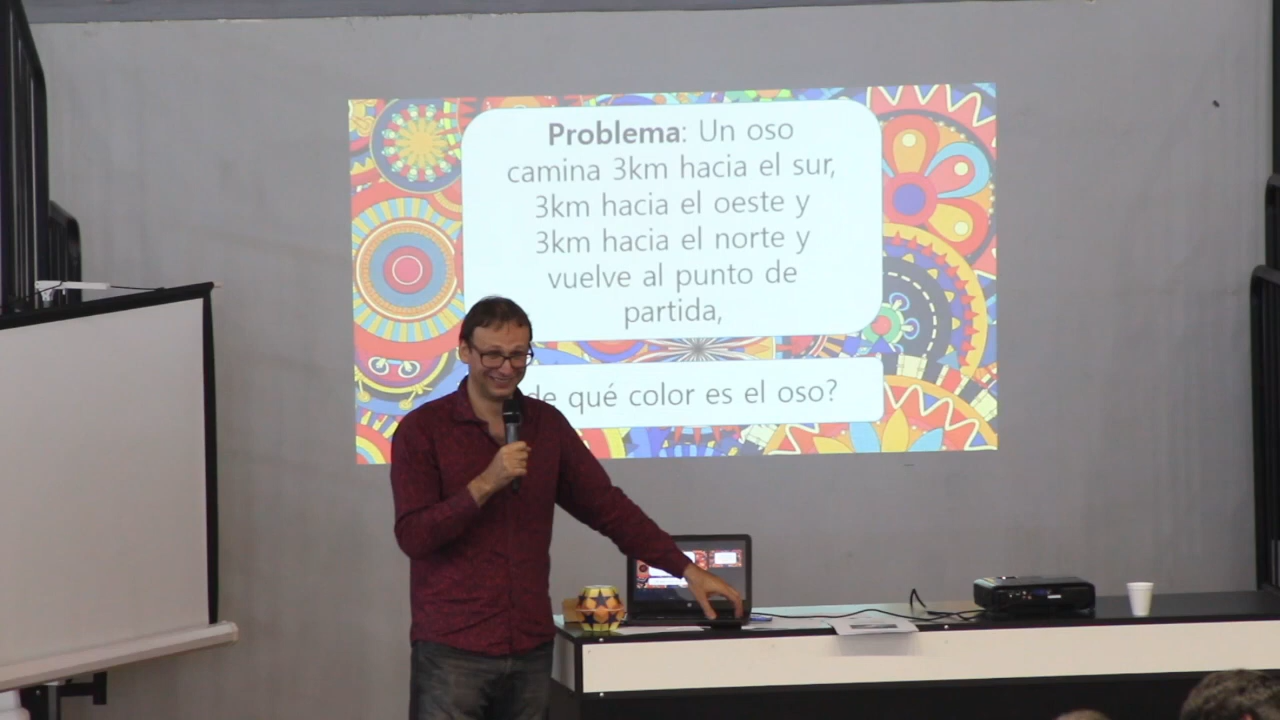 Problema: Un oso
camina 3km hacia el sur,
3km hacia el oeste y
3km hacia el norte y
vuelve al punto de
partida,
de qué color es el oso?